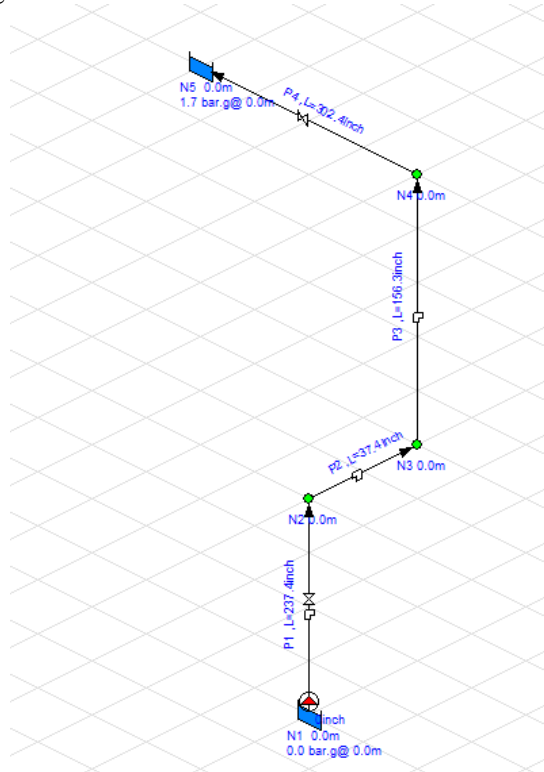 N5 0.0m
1.7 bar.g@ 0.0m
P4 ,L=302.4inch
N4 0.0m
P3 ,L=156.3inch
P2 ,L=37.4inch
N3 0.0m
N2 0.0m
P1 ,L=237.4inch
inch
N1 0.0m
0.0 bar.g@ 0.0m